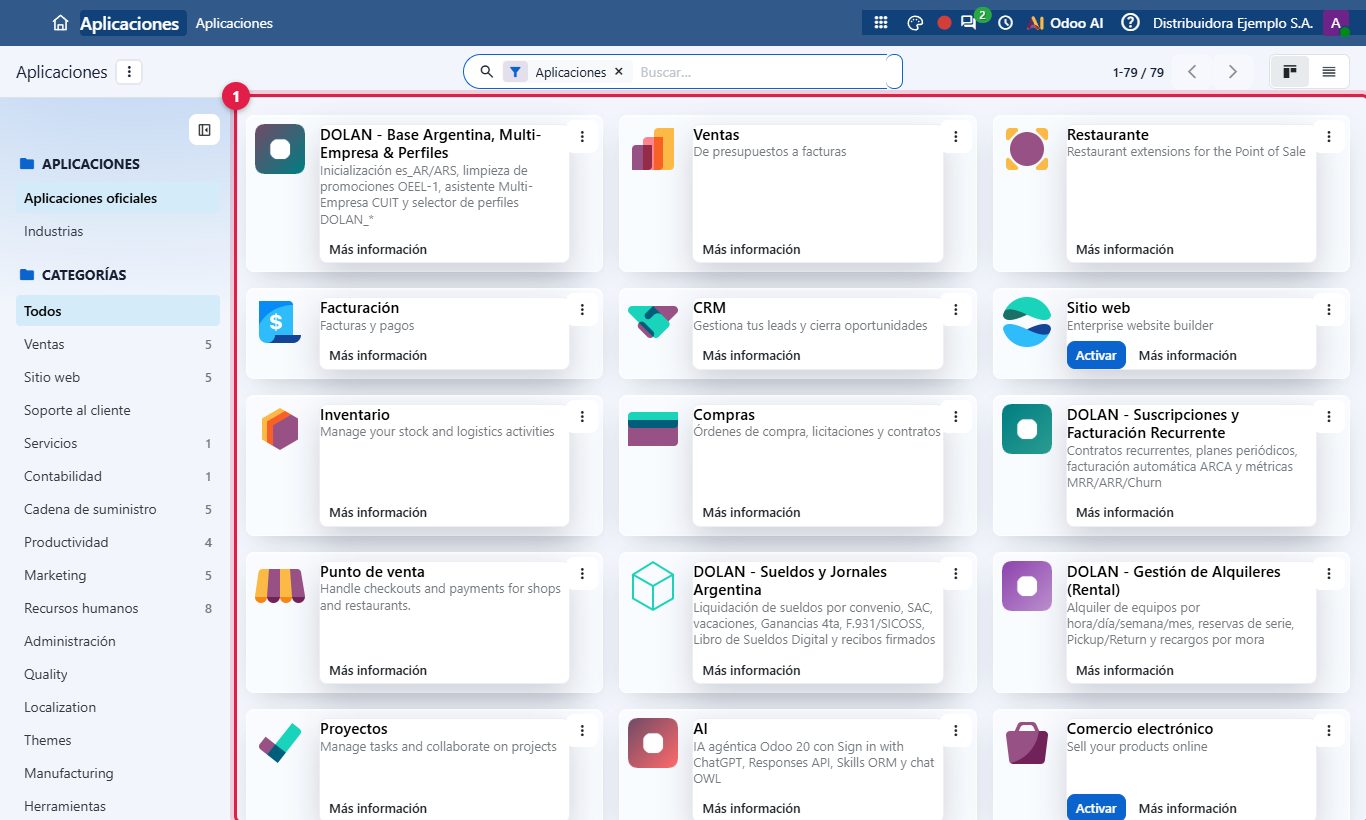 Aplicaciones Aplicaciones
2 Odoo AI Distribuidora Ejemplo S.A. A
Aplicaciones
Aplicaciones × Buscar...
1-79 / 79
1
APLICACIONES
Aplicaciones oficiales
Industrias
CATEGORÍAS
Todos
Ventas 5
Sitio web 5
Soporte al cliente
Servicios 1
Contabilidad 1
Cadena de suministro 5
Productividad 4
Marketing 5
Recursos humanos 8
Administración
Quality
Localization
Themes
Manufacturing
Herramientas
DOLAN - Base Argentina, Multi-
Empresa & Perfiles
Inicialización es_AR/ARS, limpieza de
promociones OEEL-1, asistente Multi-
Empresa CUIT y selector de perfiles
DOLAN_*
Más información
Ventas
De presupuestos a facturas
Más información
Restaurante
Restaurant extensions for the Point of Sale
Más información
Facturación
Facturas y pagos
Más información
CRM
Gestiona tus leads y cierra oportunidades
Más información
Sitio web
Enterprise website builder
Activar Más información
Inventario
Manage your stock and logistics activities
Más información
Compras
Órdenes de compra, licitaciones y contratos
Más información
DOLAN - Suscripciones y
Facturación Recurrente
Contratos recurrentes, planes periódicos,
facturación automática ARCA y métricas
MRR/ARR/Churn
Más información
Punto de venta
Handle checkouts and payments for shops
and restaurants.
Más información
DOLAN - Sueldos y Jornales
Argentina
Liquidación de sueldos por convenio, SAC,
vacaciones, Ganancias 4ta, F.931/SICOSS,
Libro de Sueldos Digital y recibos firmados
Más información
DOLAN - Gestión de Alquileres
(Rental)
Alquiler de equipos por
hora/día/semana/mes, reservas de serie,
Pickup/Return y recargos por mora
Más información
Proyectos
Manage tasks and collaborate on projects
Más información
AI
IA agéntica Odoo 20 con Sign in with
ChatGPT, Responses API, Skills ORM y chat
OWL
Más información
Comercio electrónico
Sell your products online
Activar Más información